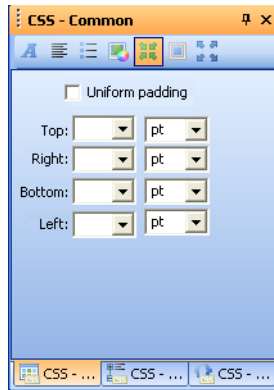 CSS - Common
A
Uniform padding
Top: pt
Right: pt
Bottom: pt
Left: pt
CSS - ... CSS - ... CSS - ...